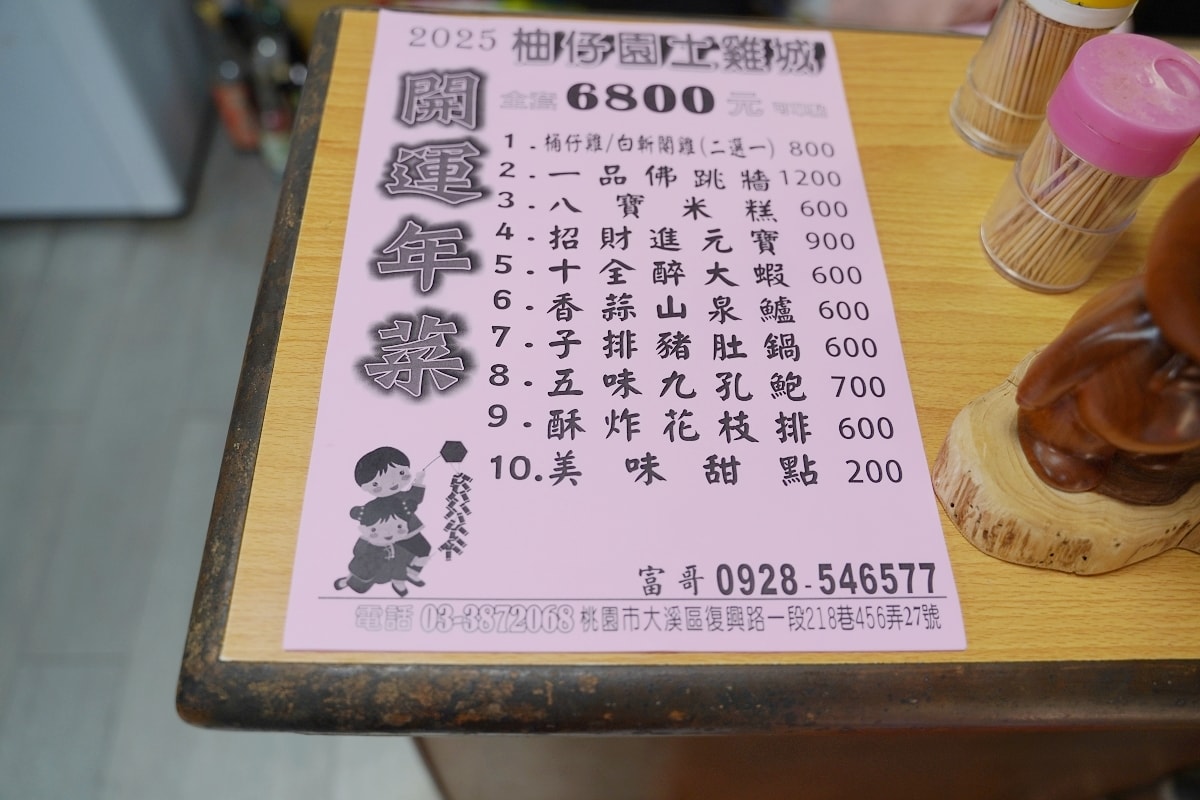 2025 柚仔園土雞城
開運年菜
全套 6800 元
1.桶仔雞/白斬閹雞(二選一) 800
2.一品佛跳牆 1200
3.八寶米糕 600
4.招財進元寶 900
5.十全醉大蝦 600
6.香蒜山泉鱸 600
7.子排豬肚鍋 600
8.五味九孔鮑 700
9.酥炸花枝排 600
10.美味甜點 200
富哥 0928-546577
電話 03-3872068 桃園市大溪區復興路一段218巷456弄27號